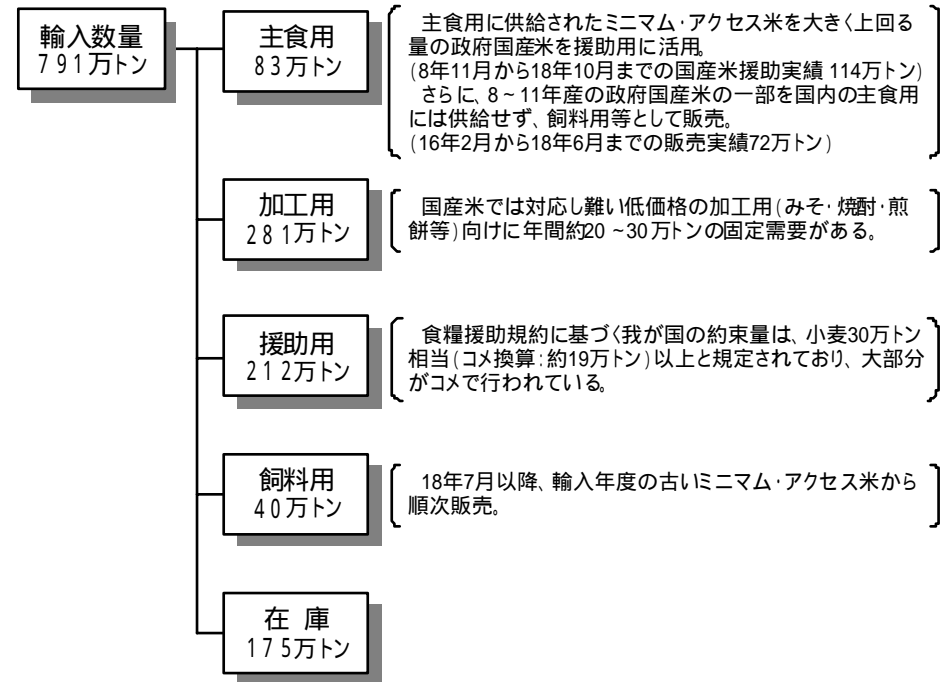 輸入数量
791万トン
主食用
83万トン
主食用に供給されたミニマム・アクセス米を大きく上回る
量の政府国産米を援助用に活用。
(8年11月から18年10月までの国産米援助実績 114万トン)
さらに、8~11年産の政府国産米の一部を国内の主食用
には供給せず、飼料用等として販売。
(16年2月から18年6月までの販売実績72万トン)
加工用
281万トン
国産米では対応し難い低価格の加工用(みそ・焼酎・煎
餅等)向けに年間約20~30万トンの固定需要がある。
援助用
212万トン
食糧援助規約に基づく我が国の約束量は、小麦30万トン
相当(コメ換算:約19万トン)以上と規定されており、大部分
がコメで行われている。
飼料用
40万トン
18年7月以降、輸入年度の古いミニマム・アクセス米から
順次販売。
在 庫
175万トン